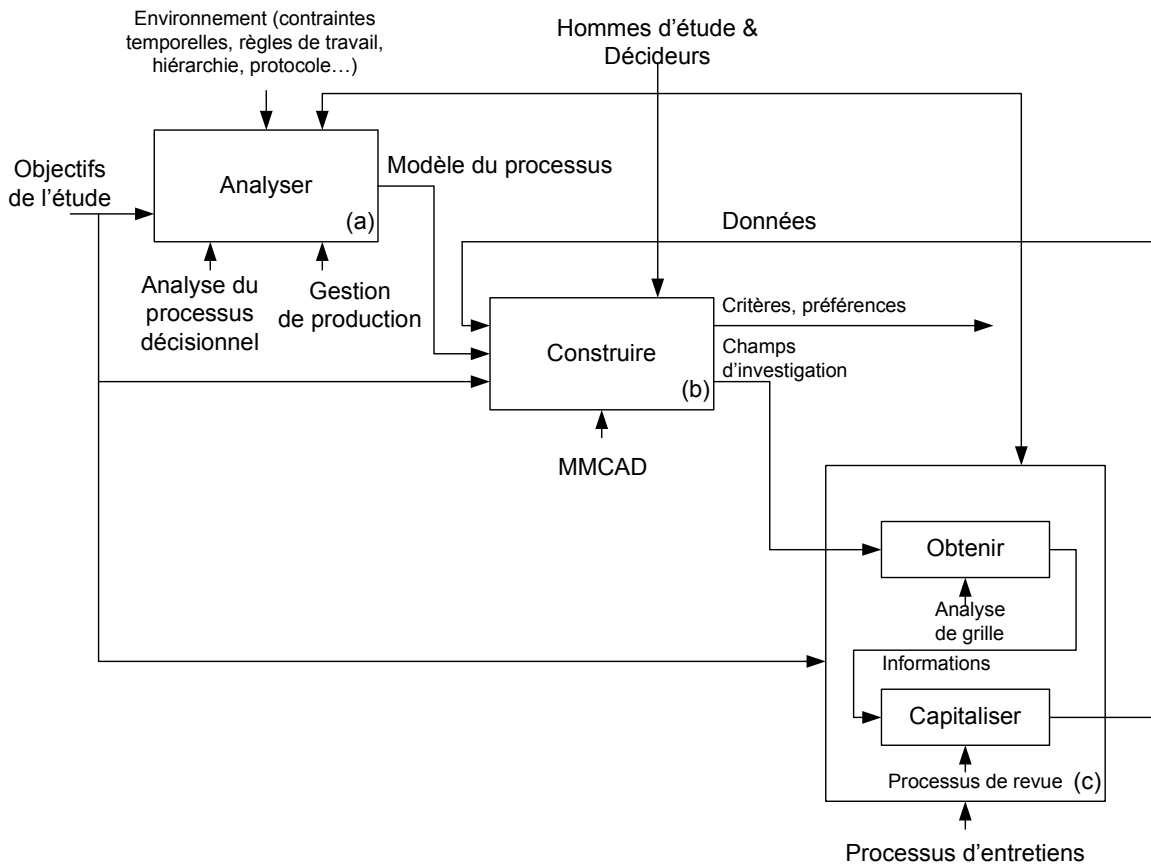 Environnement (contraintes
temporelles, règles de travail,
hiérarchie, protocole…)
Hommes d’étude &
Décideurs
Objectifs
de l’étude
Analyser
(a)
Modèle du processus
Analyse du
processus
décisionnel
Gestion
de production
Données
Construire
(b)
Critères, préférences
Champs
d’investigation
MMCAD
Obtenir
Analyse
de grille
Informations
Capitaliser
Processus de revue
(c)
Processus d’entretiens